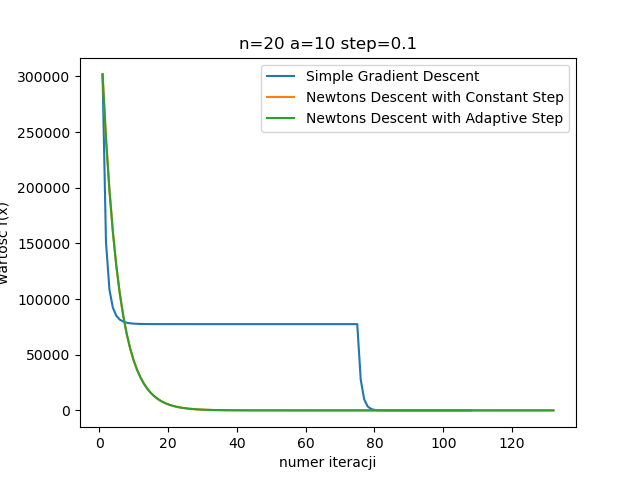 n=20 a=10 step=0.1
Simple Gradient Descent
Newtons Descent with Constant Step
Newtons Descent with Adaptive Step
300000
250000
200000
150000
100000
50000
0
wartość f(x)
0 20 40 60 80 100 120
numer iteracji